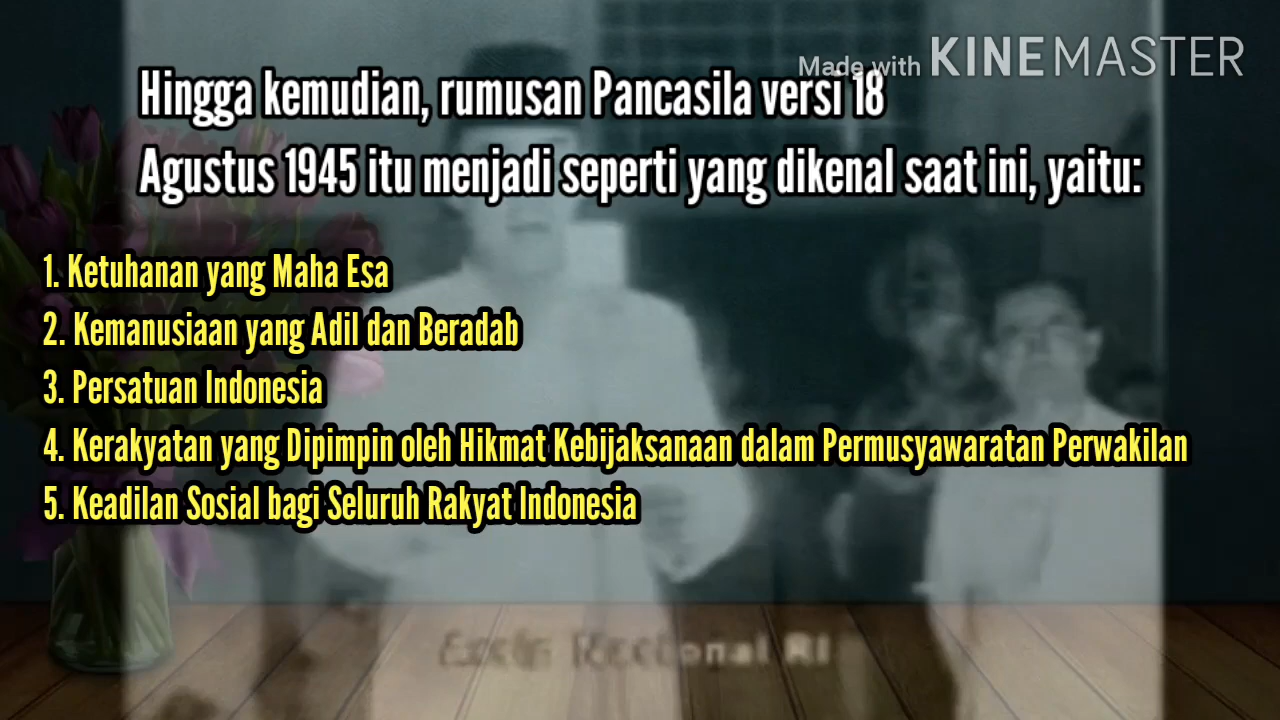 Made with KINEMASTER
Hingga kemudian, rumusan Pancasila versi 18
Agustus 1945 itu menjadi seperti yang dikenal saat ini, yaitu:
1. Ketuhanan yang Maha Esa
2. Kemanusiaan yang Adil dan Beradab
3. Persatuan Indonesia
4. Kerakyatan yang Dipimpin oleh Hikmat Kebijaksanaan dalam Permusyawaratan Perwakilan
5. Keadilan Sosial bagi Seluruh Rakyat Indonesia
RI